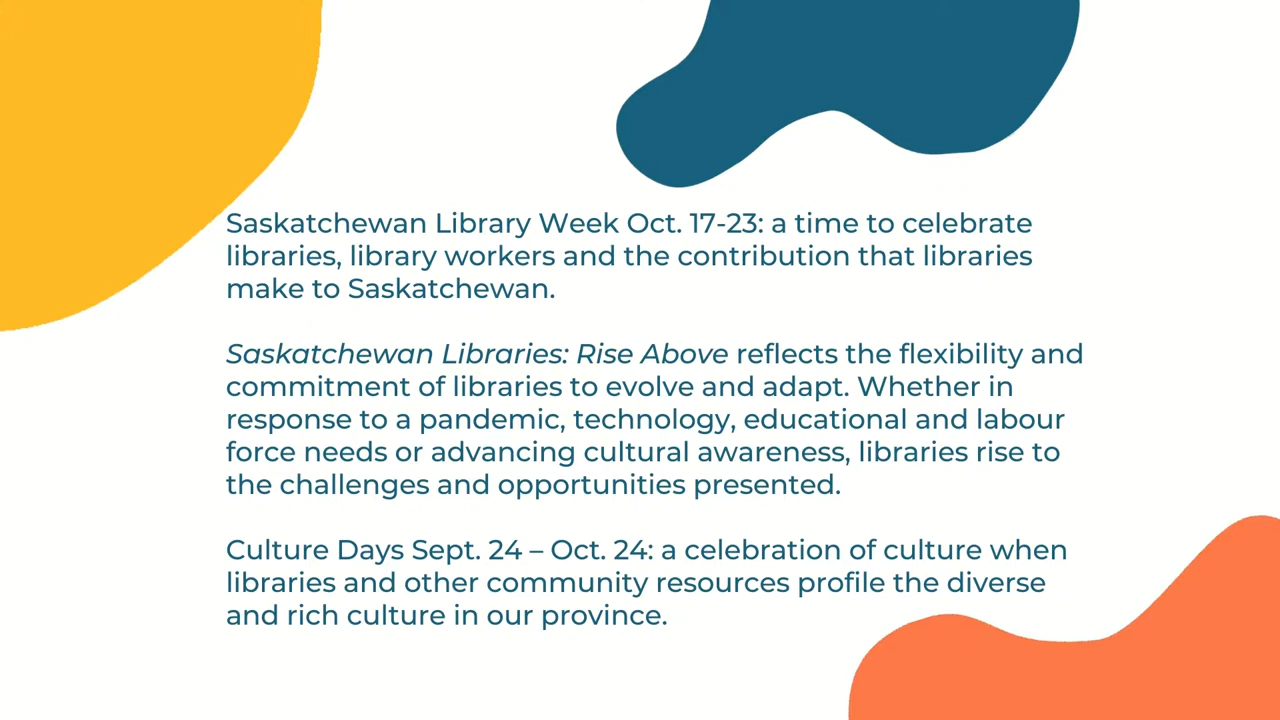 Saskatchewan Library Week Oct. 17-23: a time to celebrate
libraries, library workers and the contribution that libraries
make to Saskatchewan.
Saskatchewan Libraries: Rise Above reflects the flexibility and
commitment of libraries to evolve and adapt. Whether in
response to a pandemic, technology, educational and labour
force needs or advancing cultural awareness, libraries rise to
the challenges and opportunities presented.
Culture Days Sept. 24 – Oct. 24: a celebration of culture when
libraries and other community resources profile the diverse
and rich culture in our province.